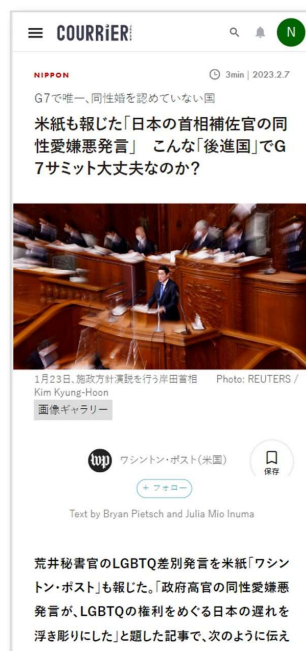 COURRiER
N
NIPPON
3min | 2023.2.7
G7で唯一、同性婚を認めていない国
米紙も報じた「日本の首相補佐官の同
性愛嫌悪発言」 こんな「後進国」でG
7サミット大丈夫なのか？
1月23日、施政方針演説を行う岸田首相 Photo: REUTERS /
Kim Kyung-Hoon
画像ギャラリー
wp
ワシントン・ポスト(米国)
保存
+ フォロー
Text by Bryan Pietsch and Julia Mio Inuma
荒井秘書官のLGBTQ差別発言を米紙「ワシン
トン・ポスト」も報じた。「政府高官の同性愛嫌悪
発言が、LGBTQの権利をめぐる日本の遅れを
浮き彫りにした」と題した記事で、次のように伝え